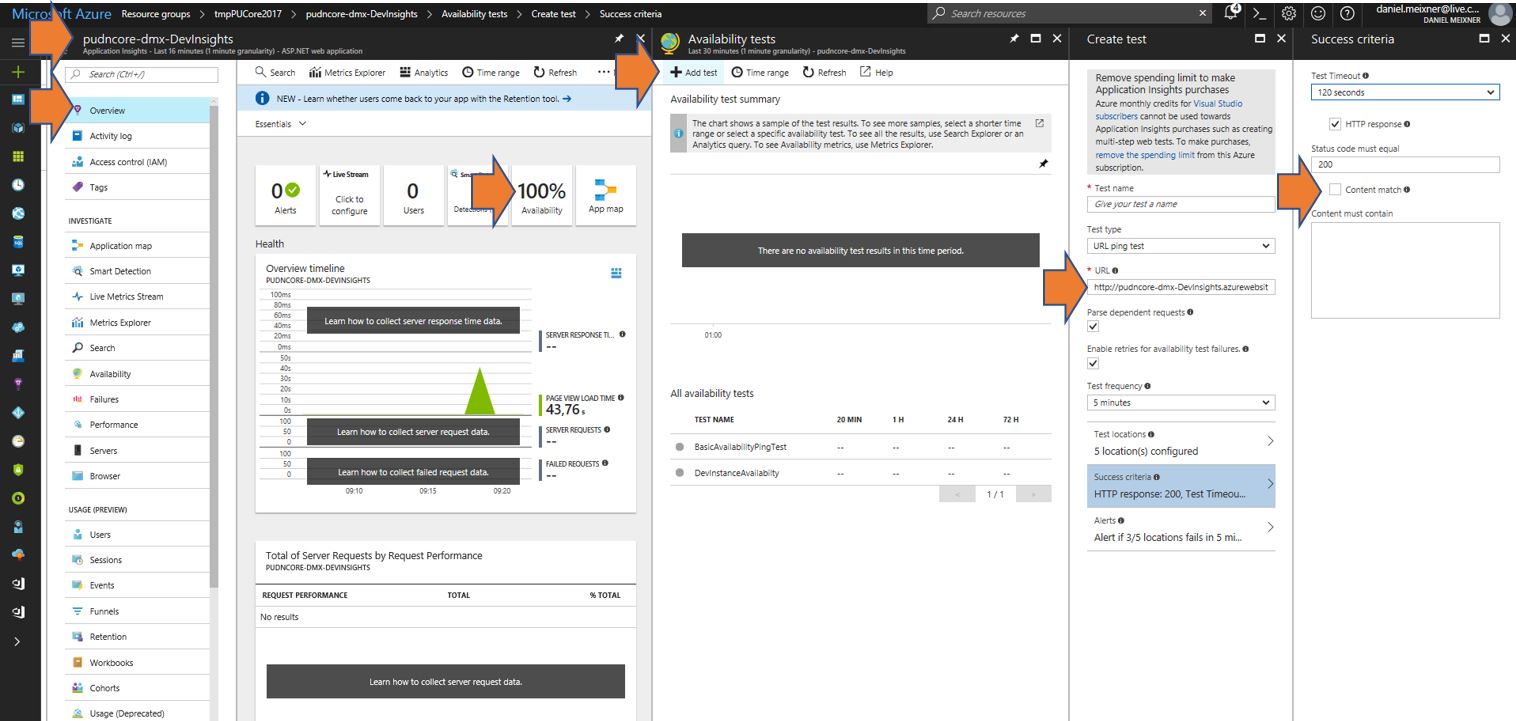 Microsoft Azure
Resource groups > tmpPUCore2017 > pudncore-dmx-DevInsights > Availability tests > Create test > Success criteria
Search resources
4
daniel.meixner@live.c...
DANIEL MEIXNER
pudncore-dmx-DevInsights
Application Insights - Last 16 minutes (1 minute granularity) - ASP.NET web application
Search (Ctrl+/)
Overview
Activity log
Access control (IAM)
Tags
INVESTIGATE
Application map
Smart Detection
Live Metrics Stream
Metrics Explorer
Search
Availability
Failures
Performance
Servers
Browser
USAGE (PREVIEW)
Users
Sessions
Events
Funnels
Retention
Workbooks
Cohorts
Usage (Deprecated)
Search
Metrics Explorer
Analytics
Time range
Refresh
NEW - Learn whether users come back to your app with the Retention tool. →
Essentials
0
Alerts
Live Stream
Click to
configure
0
Users
100%
Availability
App map
Health
Overview timeline
PUDNCORE-DMX-DEVINSIGHTS
100ms
80ms
60ms
40ms
20ms
0ms
Learn how to collect server response time data.
SERVER RESPONSE TI...
--
50s
40s
30s
20s
10s
0s
PAGE VIEW LOAD TIME
43,76 s
100
50
0
Learn how to collect server request data.
SERVER REQUESTS
--
100
50
0
Learn how to collect failed request data.
FAILED REQUESTS
--
09:10
09:15
09:20
Total of Server Requests by Request Performance
PUDNCORE-DMX-DEVINSIGHTS
REQUEST PERFORMANCE TOTAL % TOTAL
No results
Learn how to collect server request data.
Availability tests
Last 30 minutes (1 minute granularity) - pudncore-dmx-DevInsights
Add test
Time range
Refresh
Help
Availability test summary
The chart shows a sample of the test results. To see more samples, select a shorter time
range or select a specific availability test. To see all the results, use Search Explorer or an
Analytics query. To see Availability metrics, use Metrics Explorer.
There are no availability test results in this time period.
01:00
All availability tests
TEST NAME 20 MIN 1 H 24 H 72 H
BasicAvailabilityPingTest -- -- -- --
DevInstanceAvailabilty -- -- -- --
< 1 / 1 >
Create test
Remove spending limit to make
Application Insights purchases
Azure monthly credits for Visual Studio
subscribers cannot be used towards
Application Insights purchases such as creating
multi-step web tests. To make purchases,
remove the spending limit from this Azure
subscription.
* Test name
Give your test a name
Test type
URL ping test
* URL
http://pudncore-dmx-DevInsights.azurewebsit
Parse dependent requests
Enable retries for availability test failures.
Test frequency
5 minutes
Test locations
5 location(s) configured
Success criteria
HTTP response: 200, Test Timeou...
Alerts
Alert if 3/5 locations fails in 5 mi...
Success criteria
Test Timeout
120 seconds
HTTP response
Status code must equal
200
Content match
Content must contain